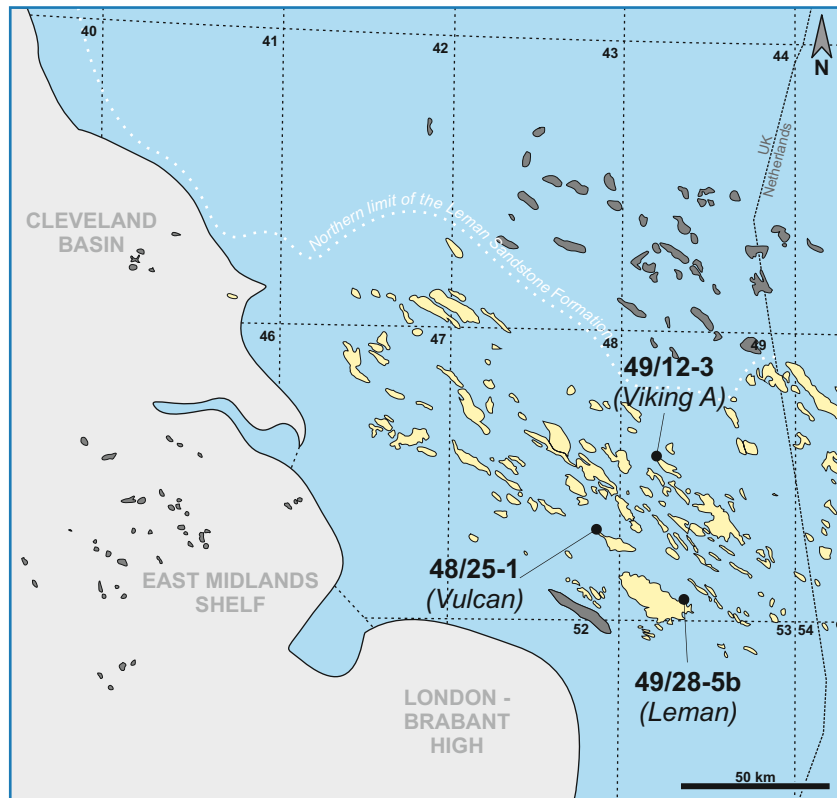 40
41
42
43
44
N
UK
Netherlands
CLEVELAND
BASIN
Northern limit of the Leman Sandstone Formation
46
47
48
49
49/12-3
(Viking A)
48/25-1
(Vulcan)
EAST MIDLANDS
SHELF
52
53 54
49/28-5b
(Leman)
LONDON -
BRABANT
HIGH
50 km